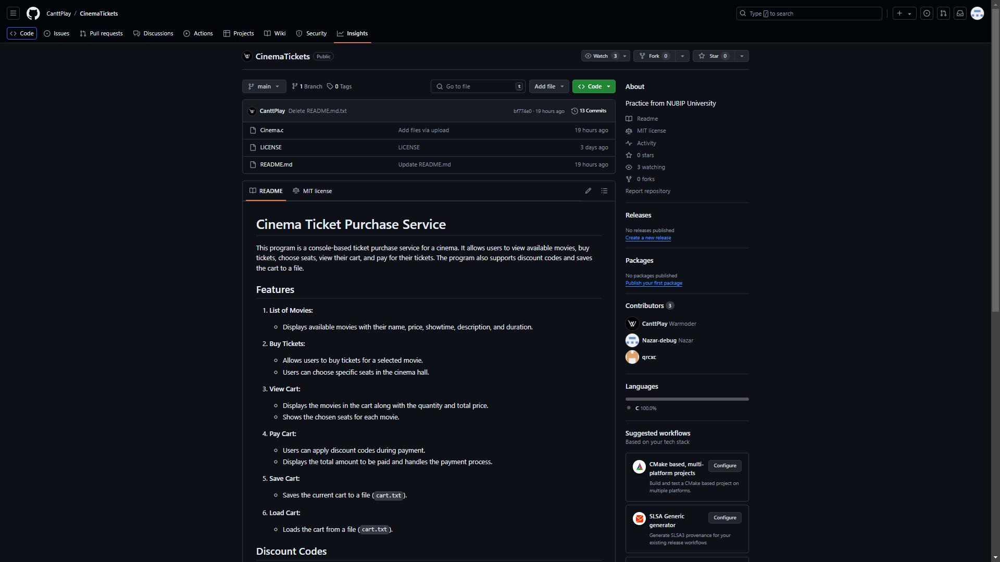 CanttPlay / CinemaTickets
Type / to search
Code Issues Pull requests Discussions Actions Projects Wiki Security Insights
CinemaTickets Public
Watch 3 Fork 0 Star 0
main 1 Branch 0 Tags Go to file t Add file Code
CanttPlay Delete README.md.txt bf774e0 · 19 hours ago 13 Commits
Cinema.c Add files via upload 19 hours ago
LICENSE LICENSE 3 days ago
README.md Update README.md 19 hours ago
README MIT license
Cinema Ticket Purchase Service
This program is a console-based ticket purchase service for a cinema. It allows users to view available movies, buy
tickets, choose seats, view their cart, and pay for their tickets. The program also supports discount codes and saves
the cart to a file.
Features
1. List of Movies:
Displays available movies with their name, price, showtime, description, and duration.
2. Buy Tickets:
Allows users to buy tickets for a selected movie.
Users can choose specific seats in the cinema hall.
3. View Cart:
Displays the movies in the cart along with the quantity and total price.
Shows the chosen seats for each movie.
4. Pay Cart:
Users can apply discount codes during payment.
Displays the total amount to be paid and handles the payment process.
5. Save Cart:
Saves the current cart to a file (cart.txt).
6. Load Cart:
Loads the cart from a file (cart.txt).
Discount Codes
About
Practice from NUBIP University
Readme
MIT license
Activity
0 stars
3 watching
0 forks
Report repository
Releases
No releases published
Create a new release
Packages
No packages published
Publish your first package
Contributors 3
CanttPlay Warmoder
Nazar-debug Nazar
qrcxc
Languages
C 100.0%
Suggested workflows
Based on your tech stack
CMake based, multi-
platform projects
Configure
Build and test a CMake based project on
multiple platforms.
SLSA Generic
generator
Configure
Generate SLSA3 provenance for your
existing release workflows